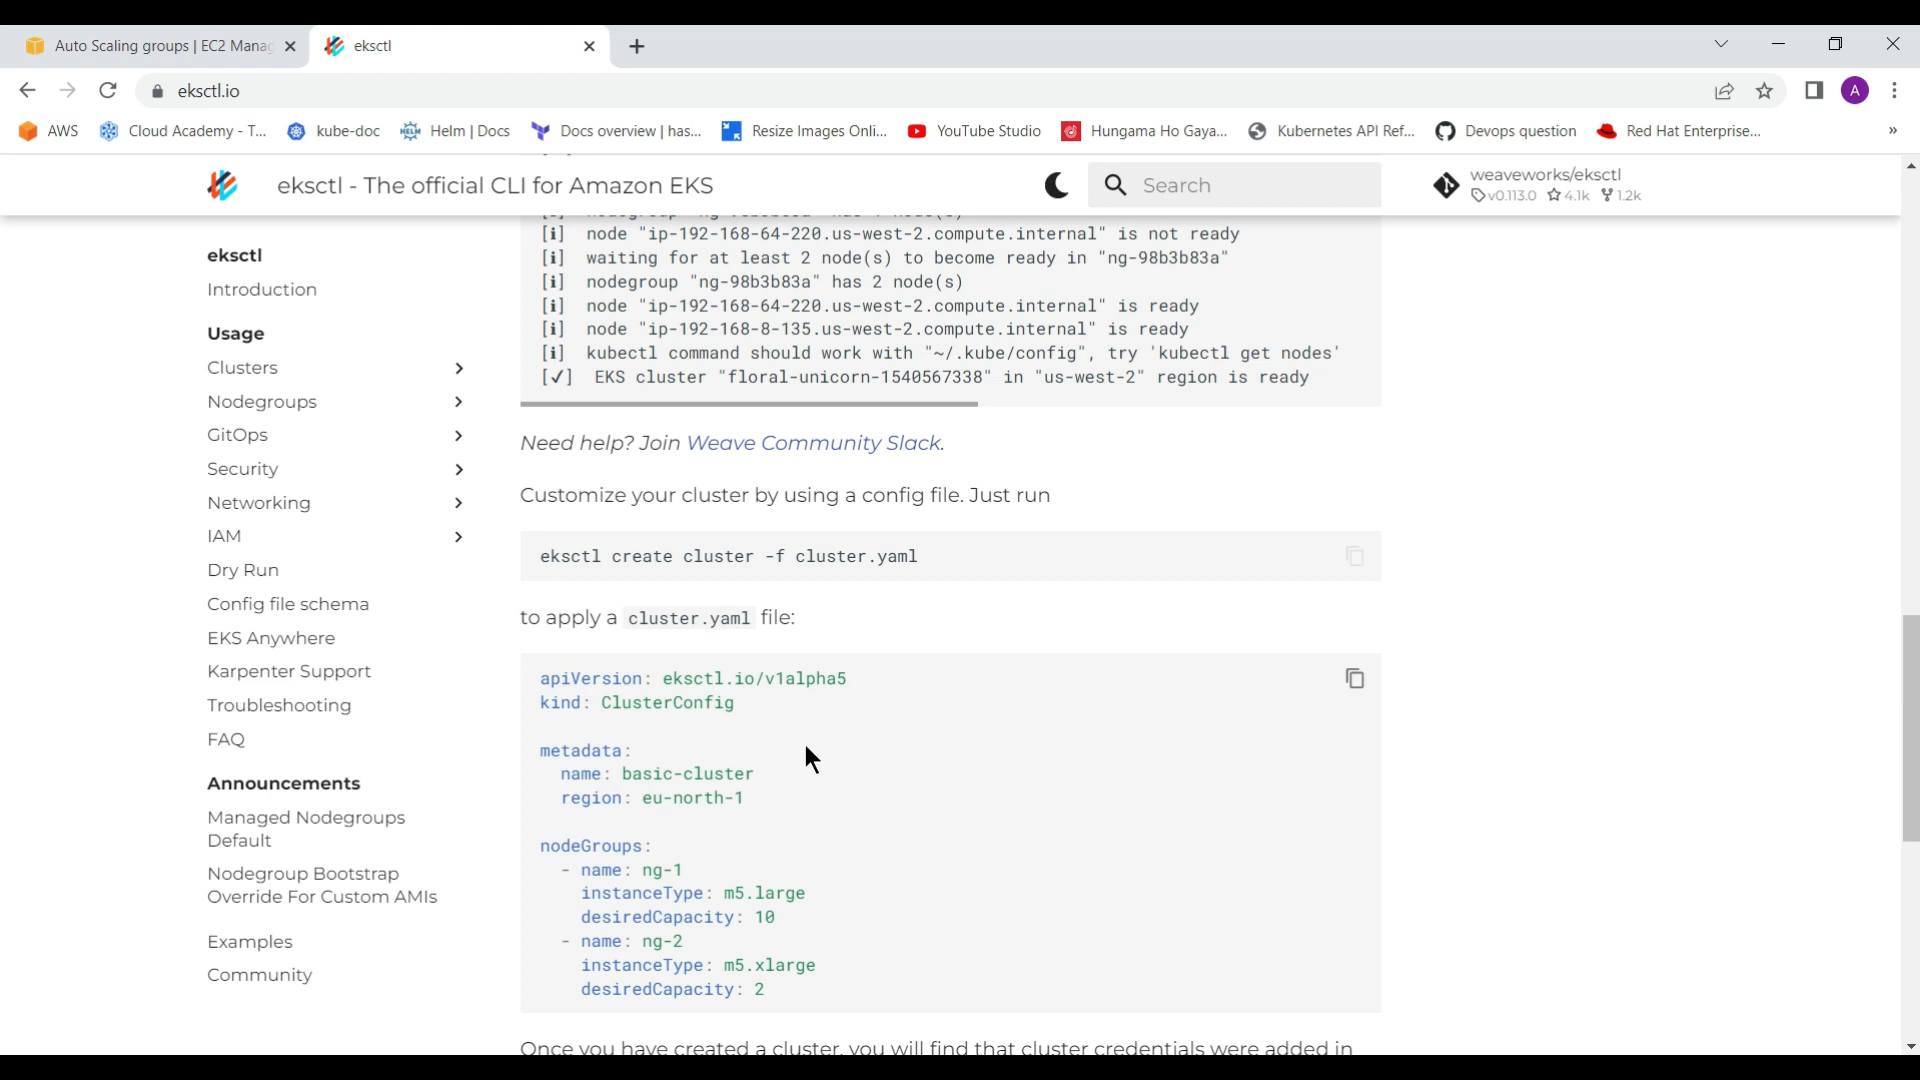 Auto Scaling groups | EC2 Manag
eksctl
eksctl.io
A
AWS
Cloud Academy - T...
kube-doc
HELM
Helm | Docs
Docs overview | has...
Resize Images Onli...
YouTube Studio
Hungama Ho Gaya...
Kubernetes API Ref...
Devops question
Red Hat Enterprise...
»
eksctl - The official CLI for Amazon EKS
Search
weaveworks/eksctl
v0.113.0 4.1k 1.2k
eksctl
Introduction
Usage
Clusters
Nodegroups
GitOps
Security
Networking
IAM
Dry Run
Config file schema
EKS Anywhere
Karpenter Support
Troubleshooting
FAQ
Announcements
Managed Nodegroups
Default
Nodegroup Bootstrap
Override For Custom AMIs
Examples
Community
[ℹ] node "ip-192-168-64-220.us-west-2.compute.internal" is not ready
[ℹ] waiting for at least 2 node(s) to become ready in "ng-98b3b83a"
[ℹ] nodegroup "ng-98b3b83a" has 2 node(s)
[ℹ] node "ip-192-168-64-220.us-west-2.compute.internal" is ready
[ℹ] node "ip-192-168-8-135.us-west-2.compute.internal" is ready
[ℹ] kubectl command should work with "~/.kube/config", try 'kubectl get nodes'
[✔] EKS cluster "floral-unicorn-1540567338" in "us-west-2" region is ready
Need help? Join Weave Community Slack.
Customize your cluster by using a config file. Just run
eksctl create cluster -f cluster.yaml
to apply a cluster.yaml file:
apiVersion: eksctl.io/v1alpha5
kind: ClusterConfig
metadata:
name: basic-cluster
region: eu-north-1
nodeGroups:
- name: ng-1
instanceType: m5.large
desiredCapacity: 10
- name: ng-2
instanceType: m5.xlarge
desiredCapacity: 2
Once you have created a cluster, you will find that cluster credentials were added in